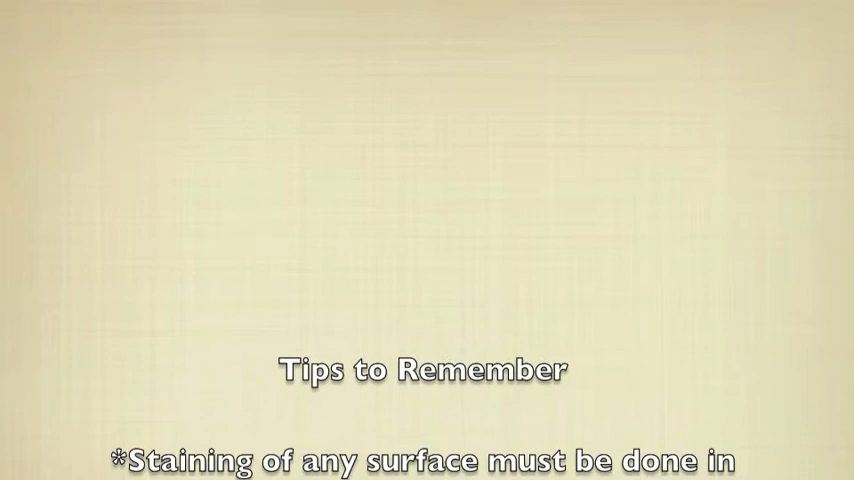 Tips to Remember
*Staining of any surface must be done in